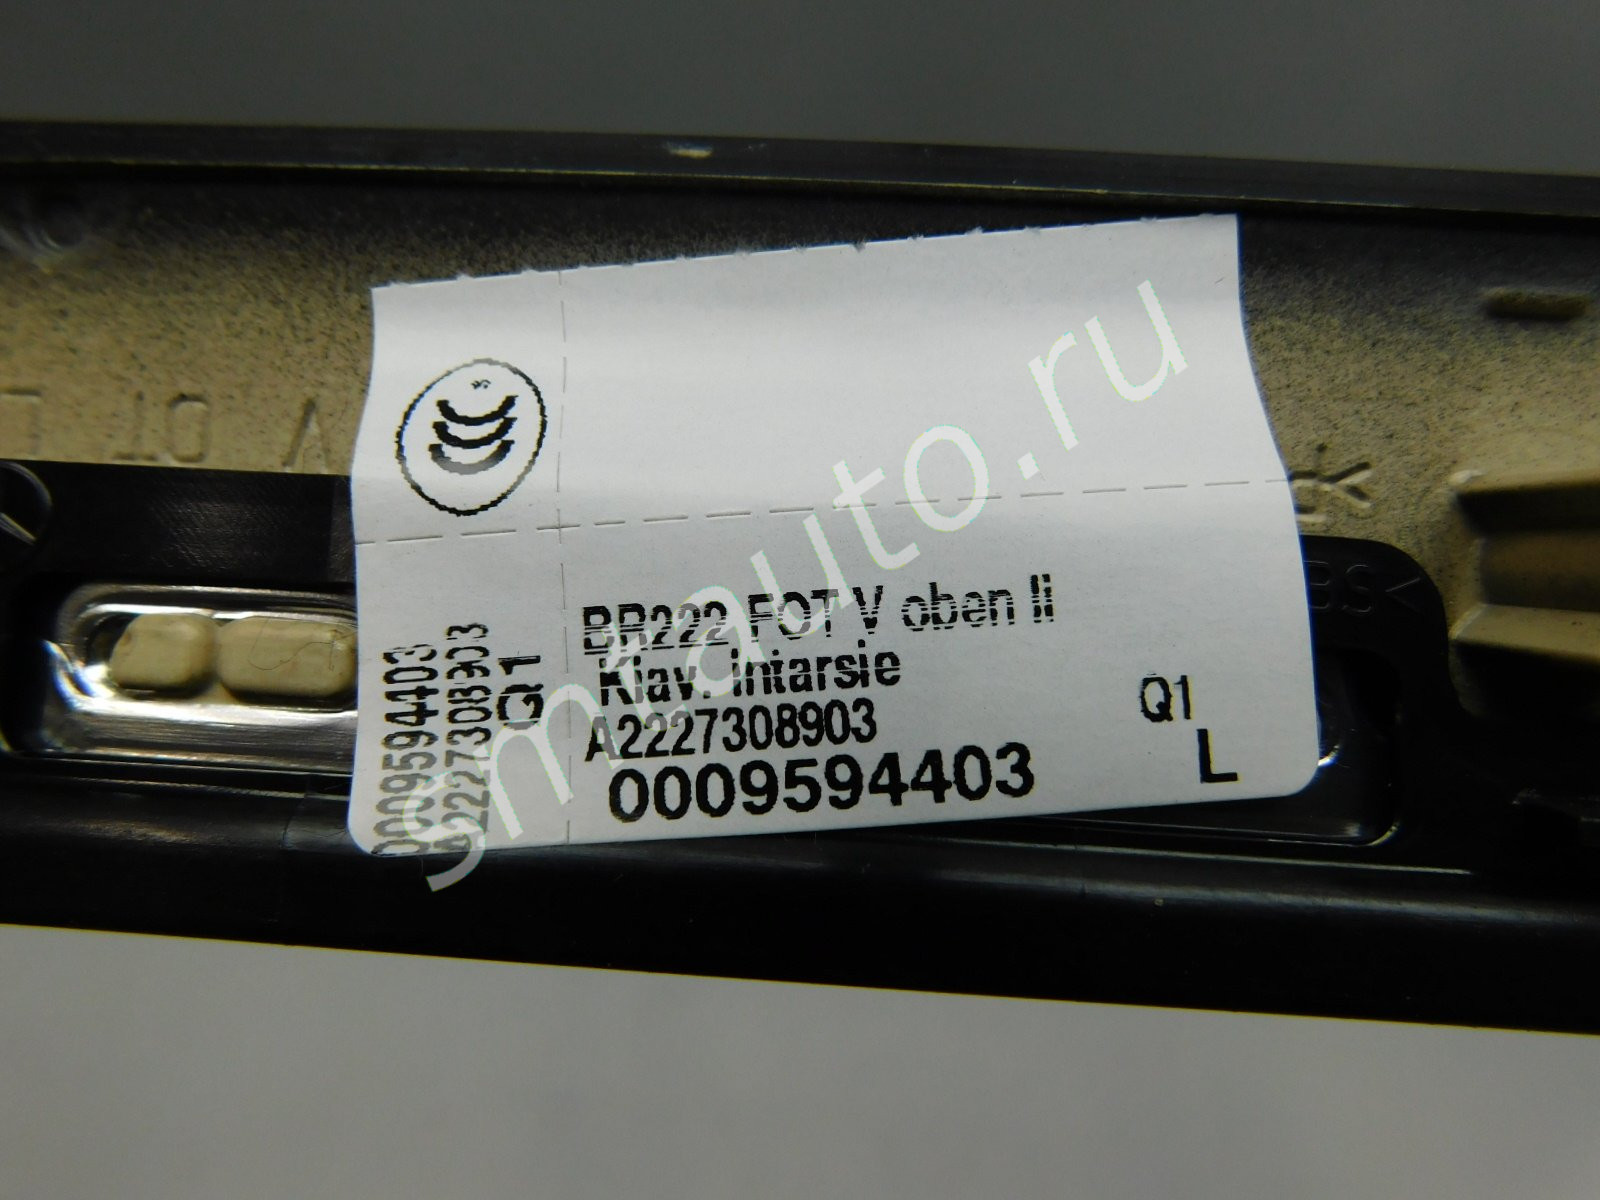 BR222 FOT V oben li
Klav. intarsie
A2227308903
0009594403
Q1
L
0009594403
A2227308903
Q1
smtauto.ru